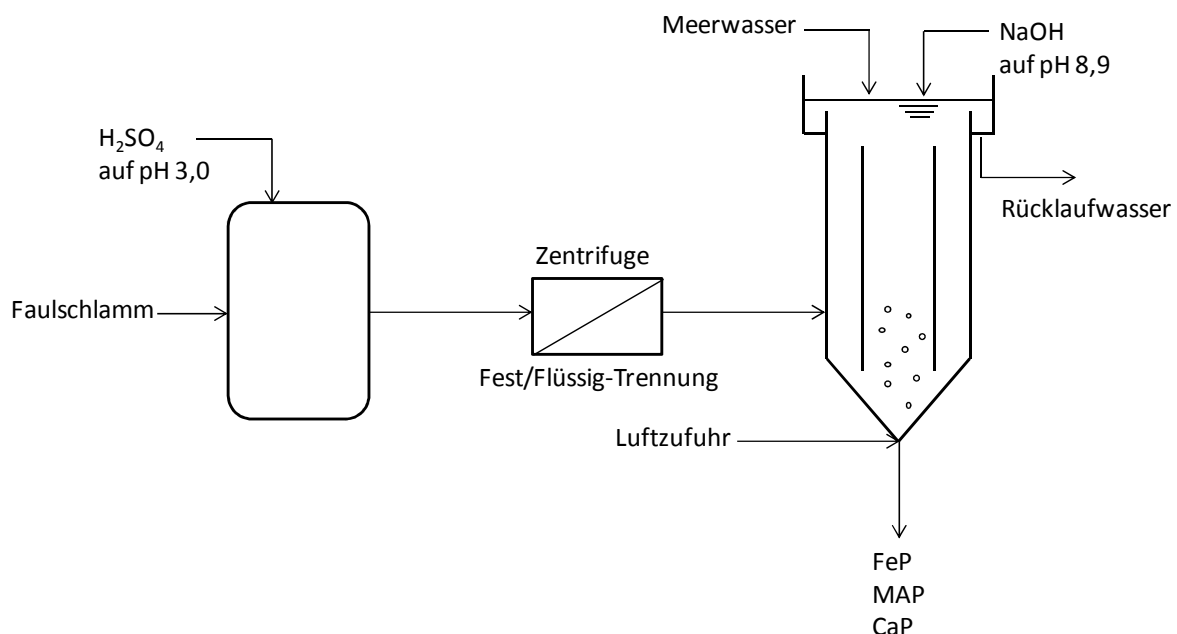 Meerwasser
NaOH
auf pH 8,9
H₂SO₄
auf pH 3,0
Rücklaufwasser
Zentrifuge
Faulschlamm
Fest/Flüssig-Trennung
Luftzufuhr
FeP
MAP
CaP